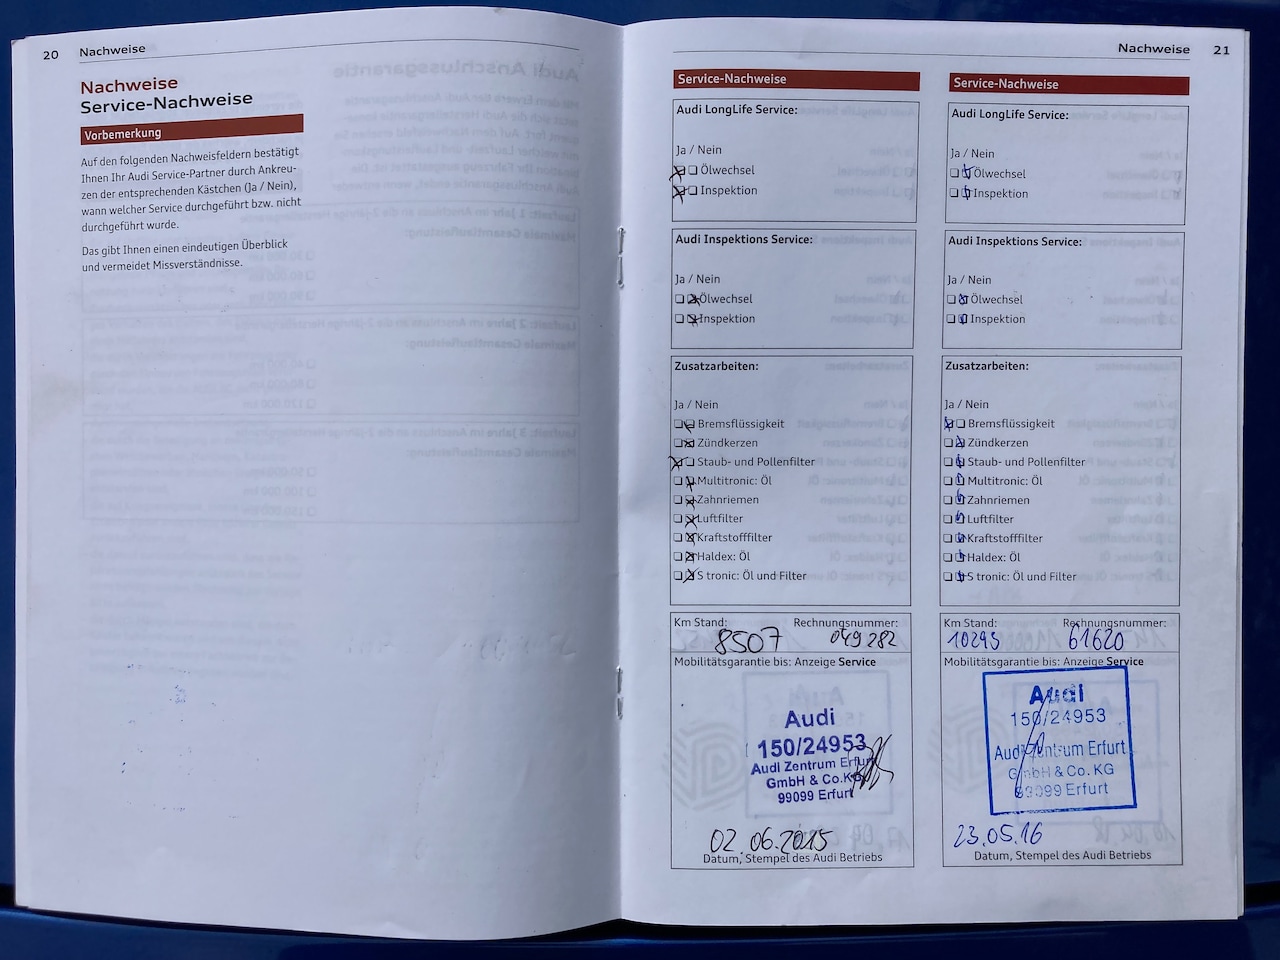 20 Nachweise
Nachweise
Service-Nachweise
Vorbemerkung
Auf den folgenden Nachweisfeldern bestätigt
Ihnen Ihr Audi Service-Partner durch Ankreu-
zen der entsprechenden Kästchen (Ja / Nein),
wann welcher Service durchgeführt bzw. nicht
durchgeführt wurde.
Das gibt Ihnen einen eindeutigen Überblick
und vermeidet Missverständnisse.
Nachweise 21
Service-Nachweise
Audi LongLife Service:
Ja / Nein
Ölwechsel
Inspektion
Audi Inspektions Service:
Ja / Nein
Ölwechsel
Inspektion
Zusatzarbeiten:
Ja / Nein
Bremsflüssigkeit
Zündkerzen
Staub- und Pollenfilter
Multitronic: Öl
Zahnriemen
Luftfilter
Kraftstofffilter
Haldex: Öl
S tronic: Öl und Filter
Km Stand: Rechnungsnummer:
8507 049282
Mobilitätsgarantie bis: Anzeige Service
Audi
150/24953
Audi Zentrum Erfurt
GmbH & Co.KG
99099 Erfurt
02.06.2015
Datum, Stempel des Audi Betriebs
Service-Nachweise
Audi LongLife Service:
Ja / Nein
Ölwechsel
Inspektion
Audi Inspektions Service:
Ja / Nein
Ölwechsel
Inspektion
Zusatzarbeiten:
Ja / Nein
Bremsflüssigkeit
Zündkerzen
Staub- und Pollenfilter
Multitronic: Öl
Zahnriemen
Luftfilter
Kraftstofffilter
Haldex: Öl
S tronic: Öl und Filter
Km Stand: Rechnungsnummer:
10295 61620
Mobilitätsgarantie bis: Anzeige Service
Audi
150/24953
Audi Zentrum Erfurt
GmbH & Co. KG
99099 Erfurt
23.05.16
Datum, Stempel des Audi Betriebs